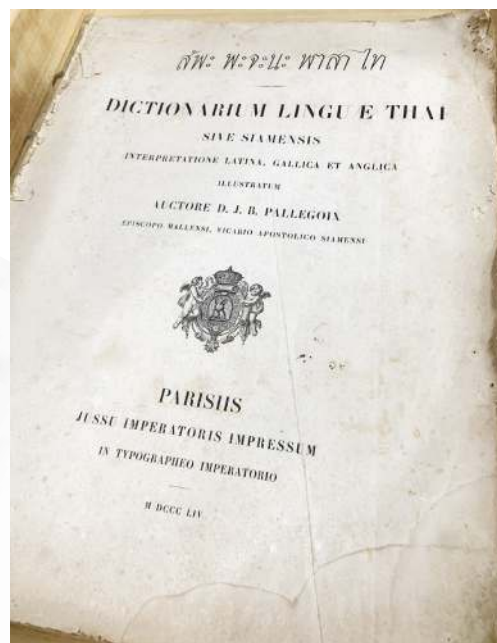 สัพะ พะจะนะ พาสา ไท
DICTIONARIUM LINGUÆ THAI
SIVE SIAMENSIS
INTERPRETATIONE LATINA, GALLICA ET ANGLICA
ILLUSTRATUM
AUCTORE D. J. B. PALLEGOIX
EPISCOPO MALLENSI, VICARIO APOSTOLICO SIAMENSI
PARISIIS
JUSSU IMPERATORIS IMPRESSUM
IN TYPOGRAPHEO IMPERATORIO
M DCCC LIV